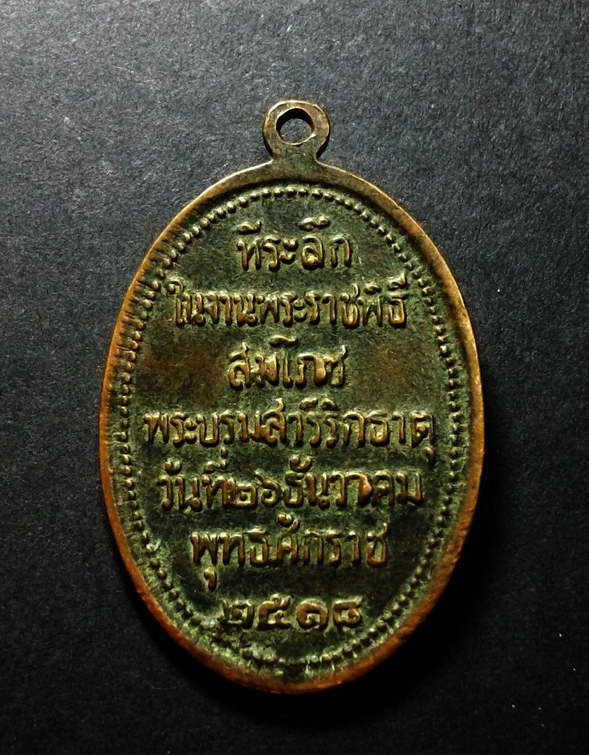 ที่ระลึก
ในงานพระราชพิธี
สมโภช
พระบรมสารีริกธาตุ
วันที่๒๖ธันวาคม
พุทธศักราช
๒๕๑๘